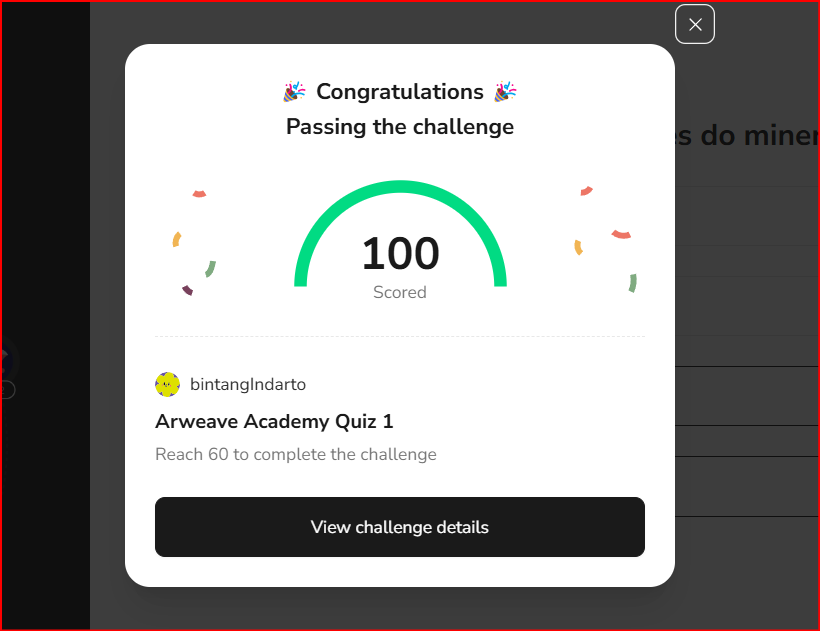 🎉 Congratulations 🎉
Passing the challenge
es do miner
100
Scored
bintangIndarto
Arweave Academy Quiz 1
Reach 60 to complete the challenge
View challenge details